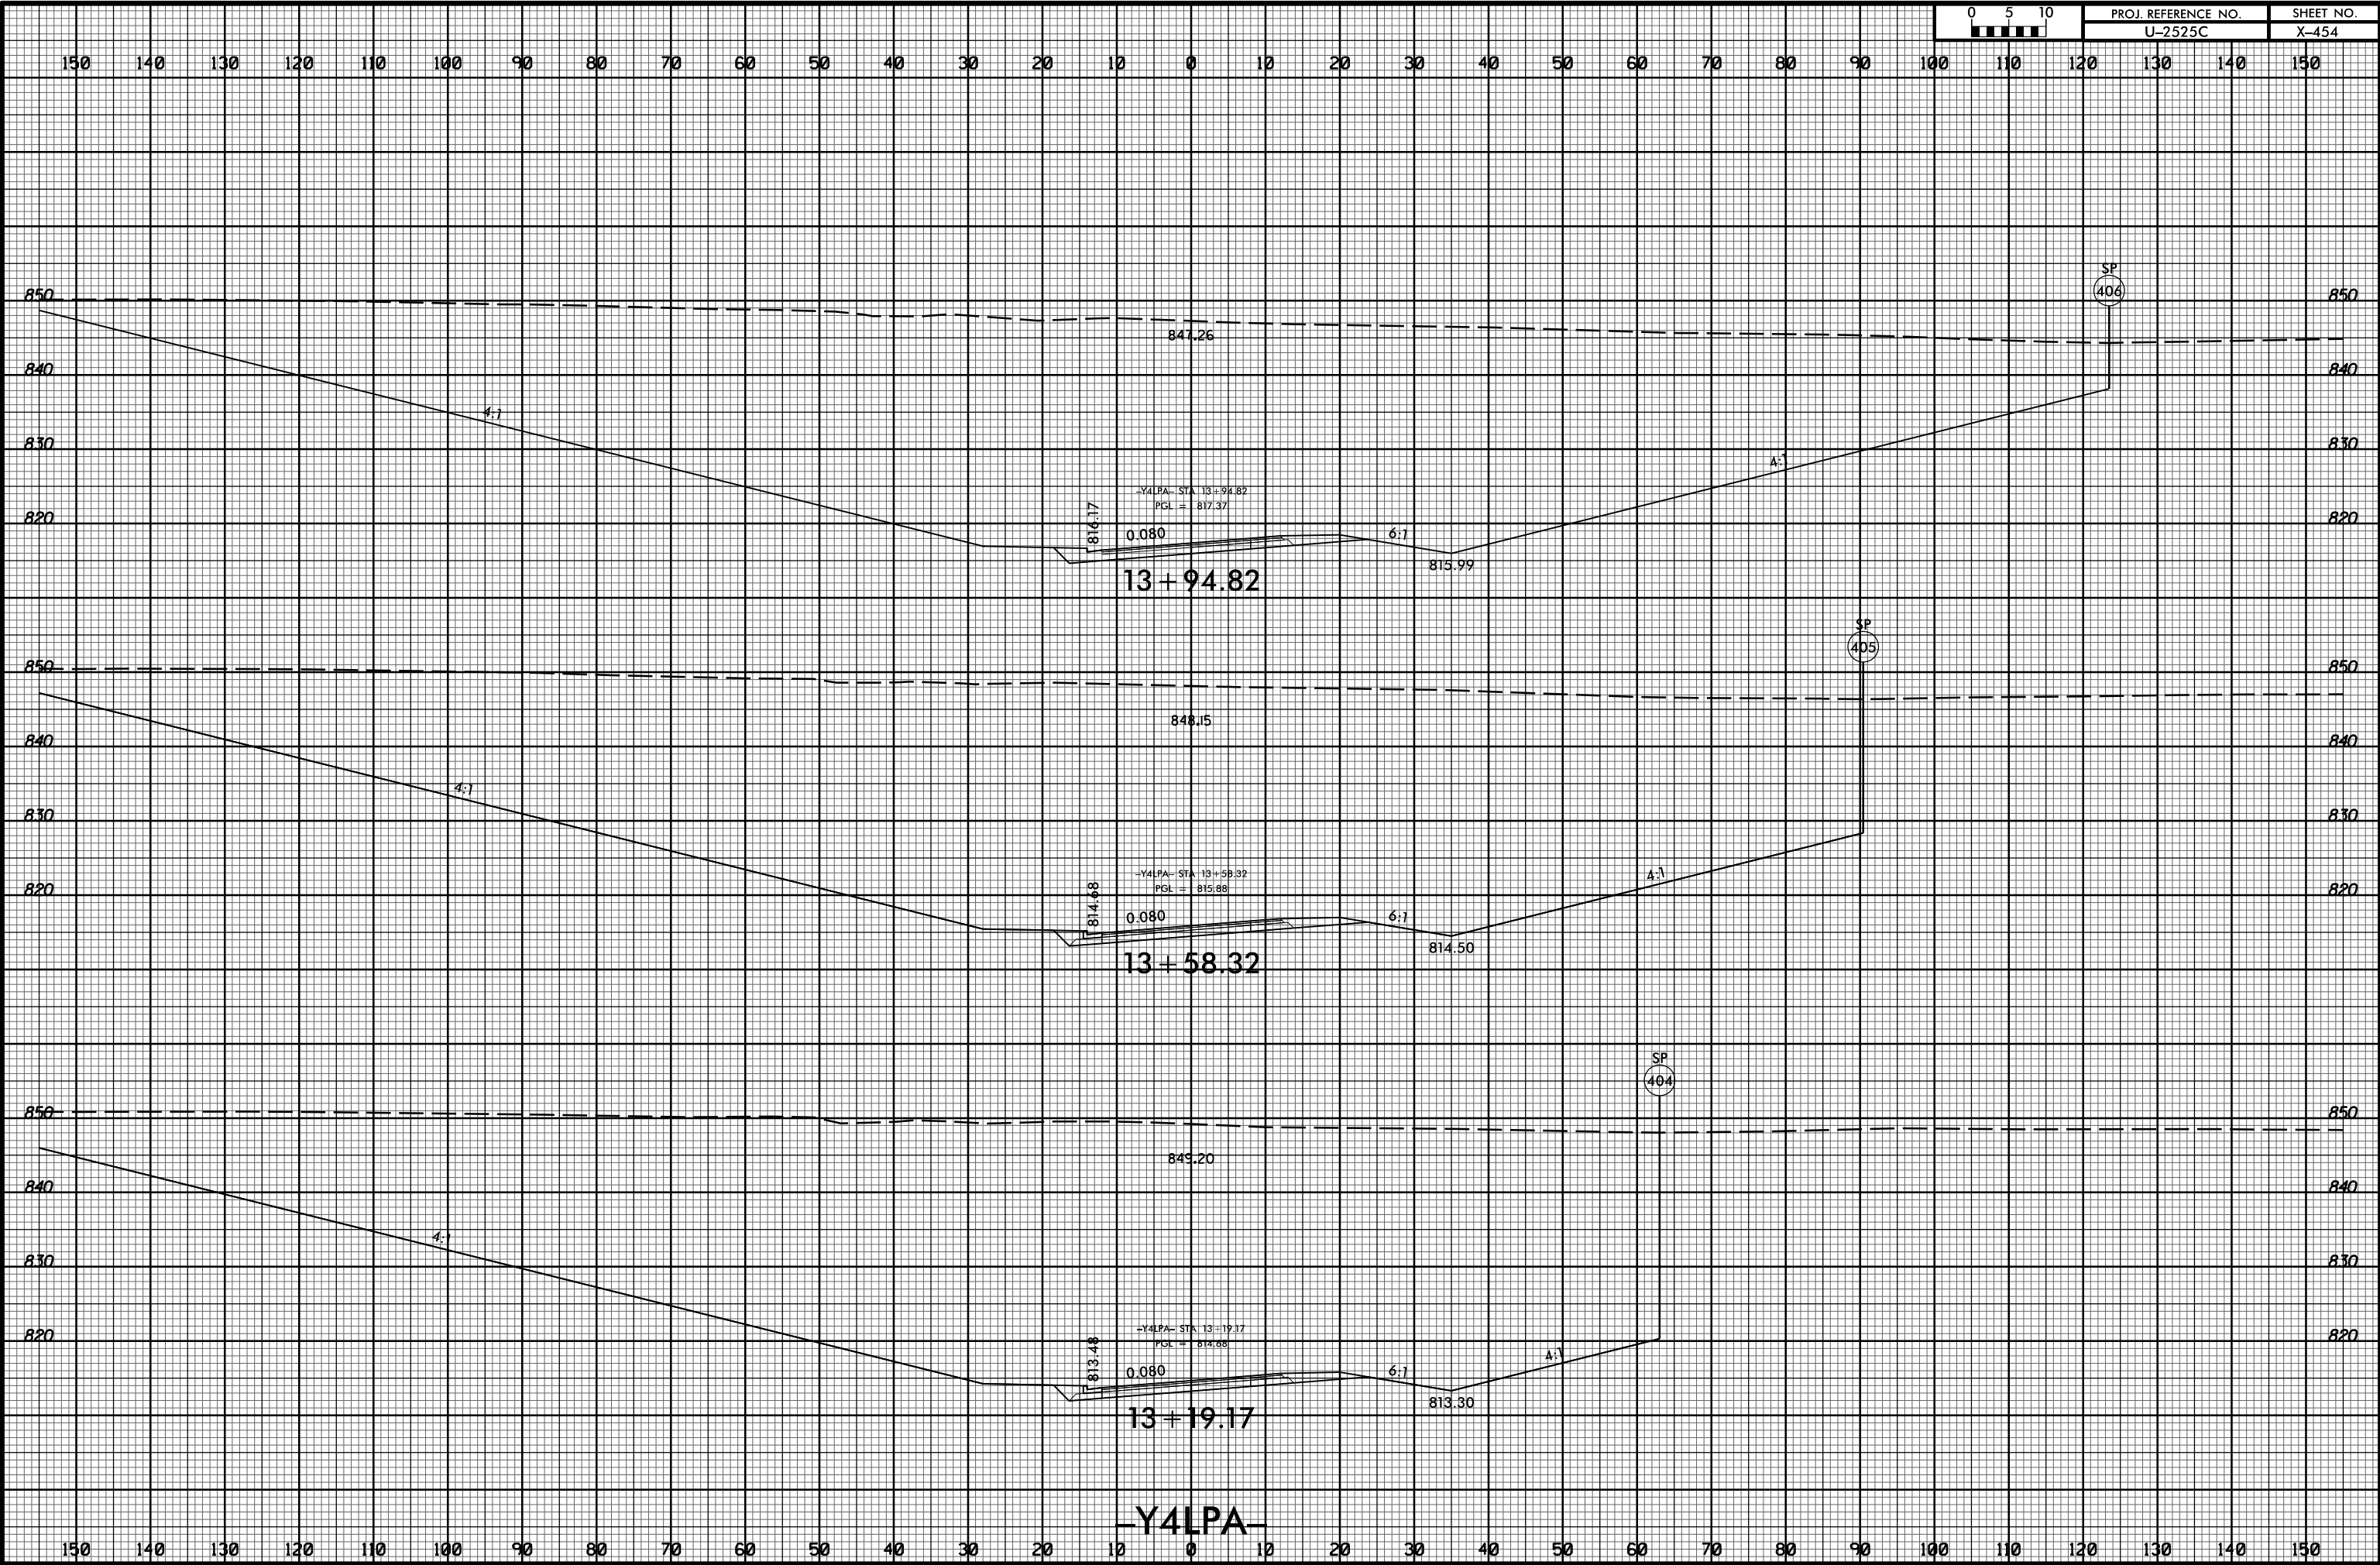 0 5 10
PROJ. REFERENCE NO. SHEET NO.
U–2525C X–454
150 140 130 120 110 100 90 80 70 60 50 40 30 20 10 0 10 20 30 40 50 60 70 80 90 100 110 120 130 140 150
SP
406
850 850
847.26
840 840
4:1
830 830
4:1
–Y4LPA– STA 13+94.82
PGL = 817.37
820 820
816.17
0.080 6:1
815.99
13+94.82
SP
405
850 850
848.15
840 840
4:1
830 830
–Y4LPA– STA 13+58.32 4:1
PGL = 815.88
820 820
814.68
0.080 6:1
814.50
13+58.32
SP
404
850 850
849.20
840 840
4:1
830 830
–Y4LPA– STA 13+19.17
820 820
PGL = 814.68
4:1
813.48
0.080 6:1
813.30
13+19.17
–Y4LPA–
150 140 130 120 110 100 90 80 70 60 50 40 30 20 10 0 10 20 30 40 50 60 70 80 90 100 110 120 130 140 150